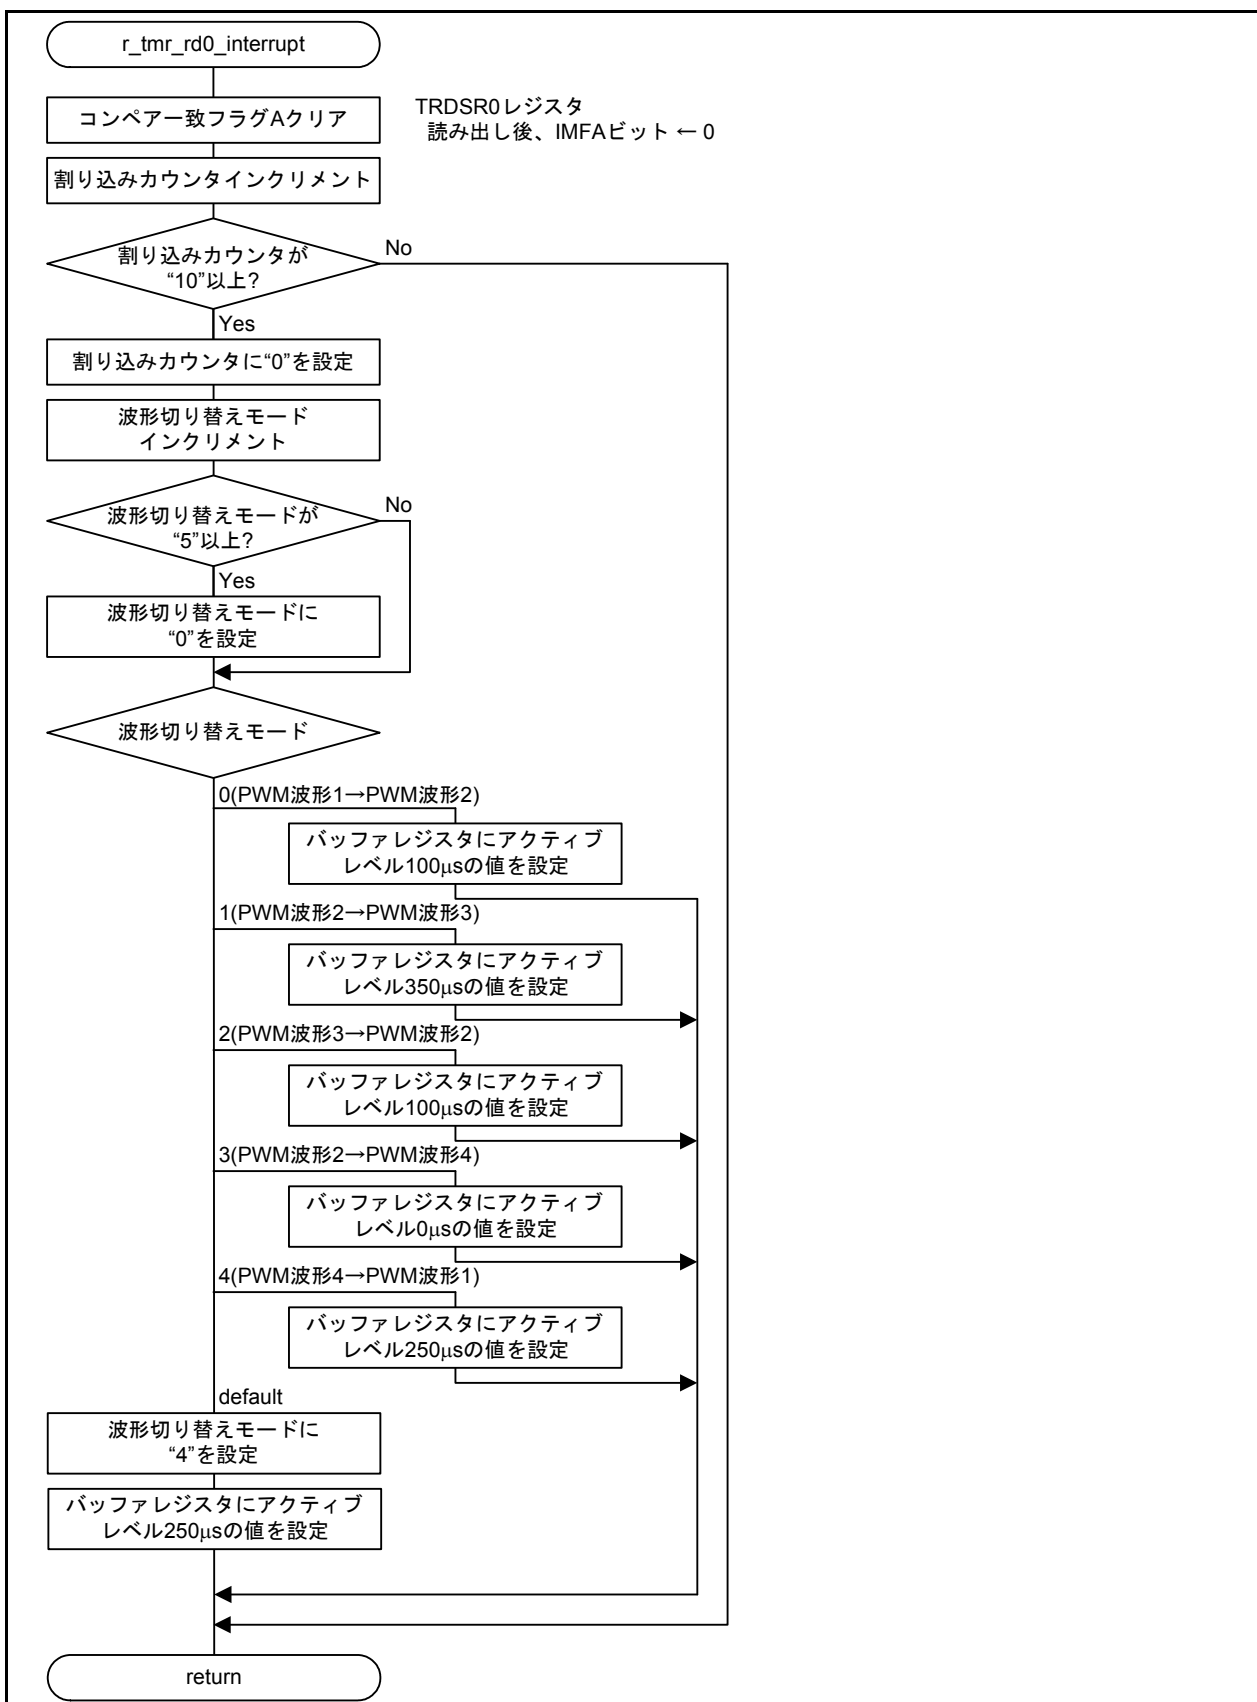 r_tmr_rd0_interrupt
コンペア一致フラグAクリア
TRDSR0レジスタ
読み出し後、IMFAビット ← 0
割り込みカウンタインクリメント
割り込みカウンタが
“10”以上?
No
Yes
割り込みカウンタに“0”を設定
波形切り替えモード
インクリメント
波形切り替えモードが
“5”以上?
No
Yes
波形切り替えモードに
“0”を設定
波形切り替えモード
0(PWM波形1→PWM波形2)
バッファレジスタにアクティブ
レベル100μsの値を設定
1(PWM波形2→PWM波形3)
バッファレジスタにアクティブ
レベル350μsの値を設定
2(PWM波形3→PWM波形2)
バッファレジスタにアクティブ
レベル100μsの値を設定
3(PWM波形2→PWM波形4)
バッファレジスタにアクティブ
レベル0μsの値を設定
4(PWM波形4→PWM波形1)
バッファレジスタにアクティブ
レベル250μsの値を設定
default
波形切り替えモードに
“4”を設定
バッファレジスタにアクティブ
レベル250μsの値を設定
return